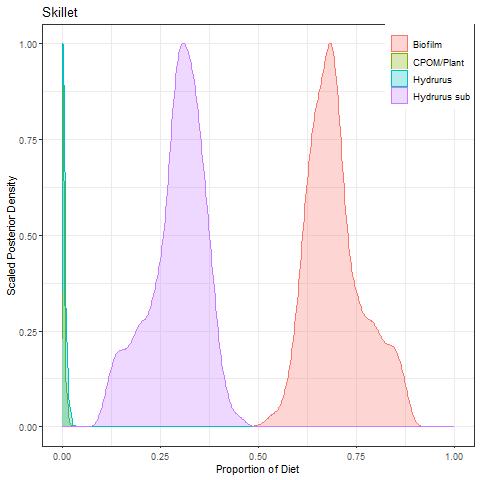 Skillet
Biofilm
CPOM/Plant
Hydrurus
Hydrurus sub
1.00
0.75
0.50
0.25
0.00
Scaled Posterior Density
0.00 0.25 0.50 0.75 1.00
Proportion of Diet